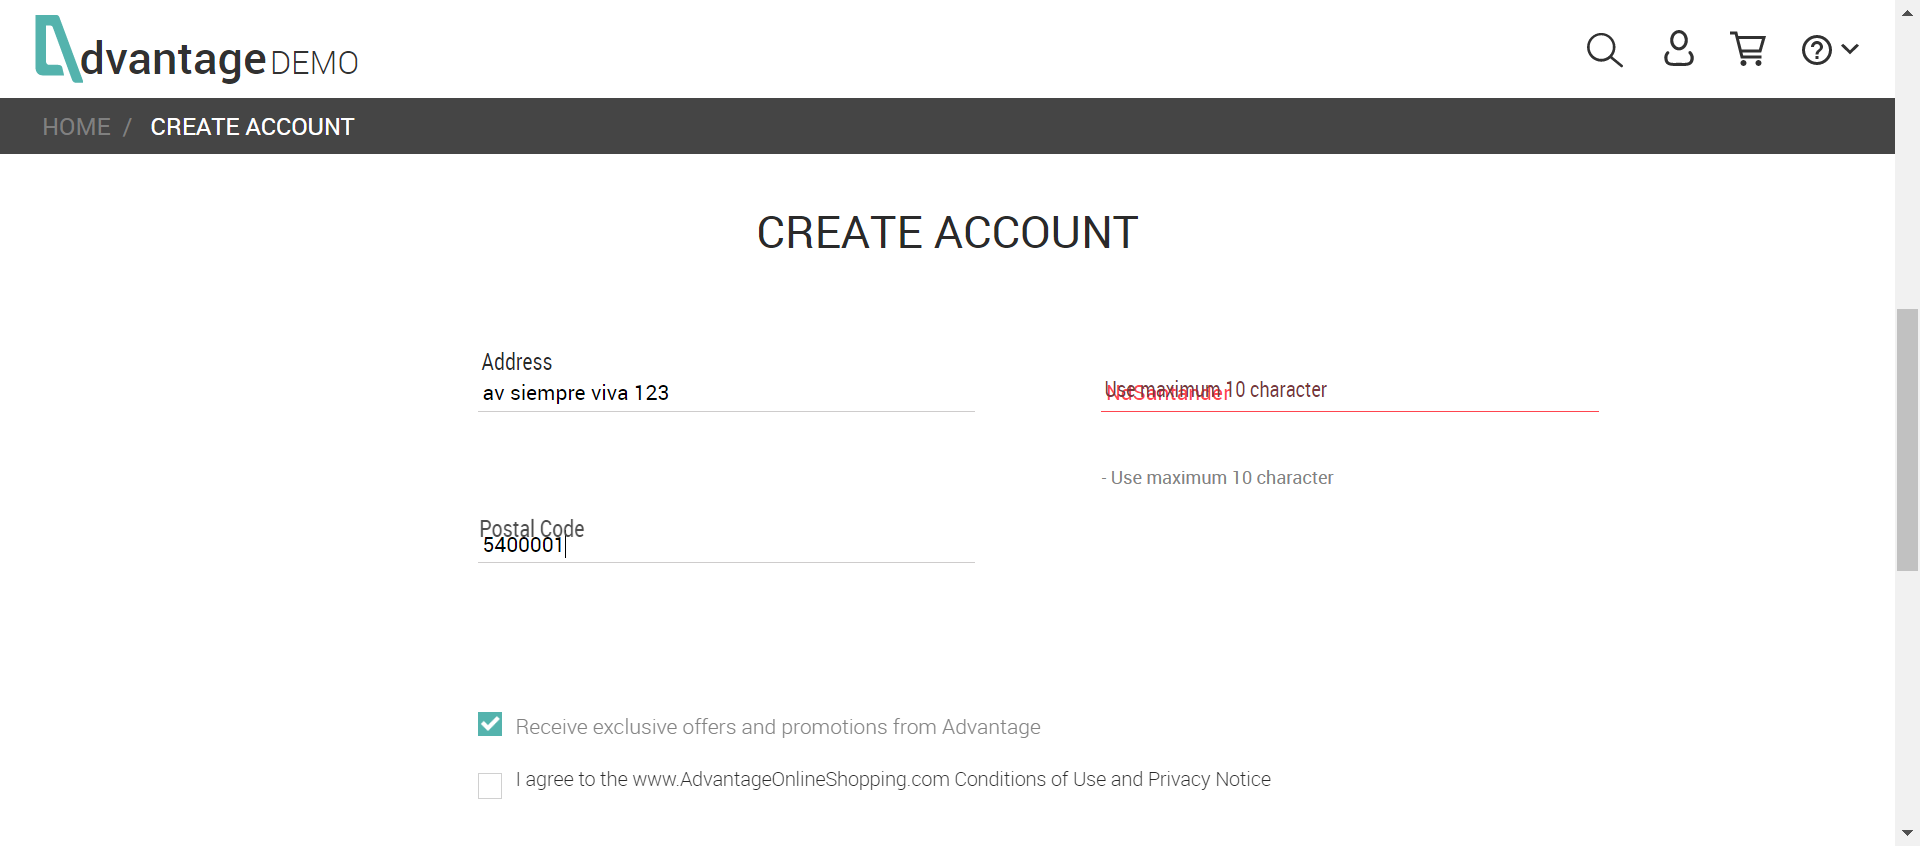 dvantage DEMO
HOME / CREATE ACCOUNT
CREATE ACCOUNT
Address
av siempre viva 123
Use maximum 10 character
NdSantander
- Use maximum 10 character
Postal Code
5400001
Receive exclusive offers and promotions from Advantage
I agree to the www.AdvantageOnlineShopping.com Conditions of Use and Privacy Notice